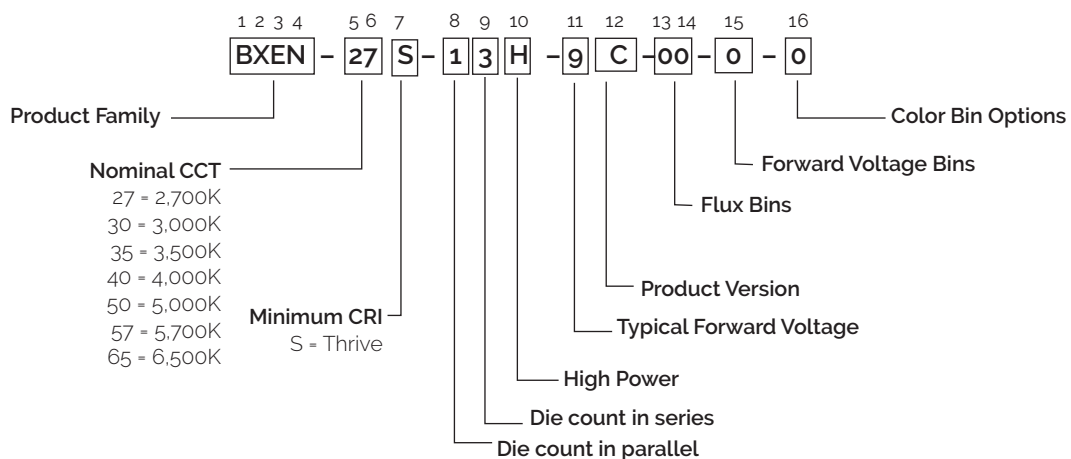 1 2 3 4 5 6 7 8 9 10 11 12 13 14 15 16
BXEN – 27 S – 1 3 H – 9 C –00 – 0 – 0
Product Family
Color Bin Options
Nominal CCT
27 = 2,700K
30 = 3,000K
35 = 3,500K
40 = 4,000K
50 = 5,000K
57 = 5,700K
65 = 6,500K
Forward Voltage Bins
Flux Bins
Minimum CRI
S = Thrive
Product Version
Typical Forward Voltage
High Power
Die count in series
Die count in parallel